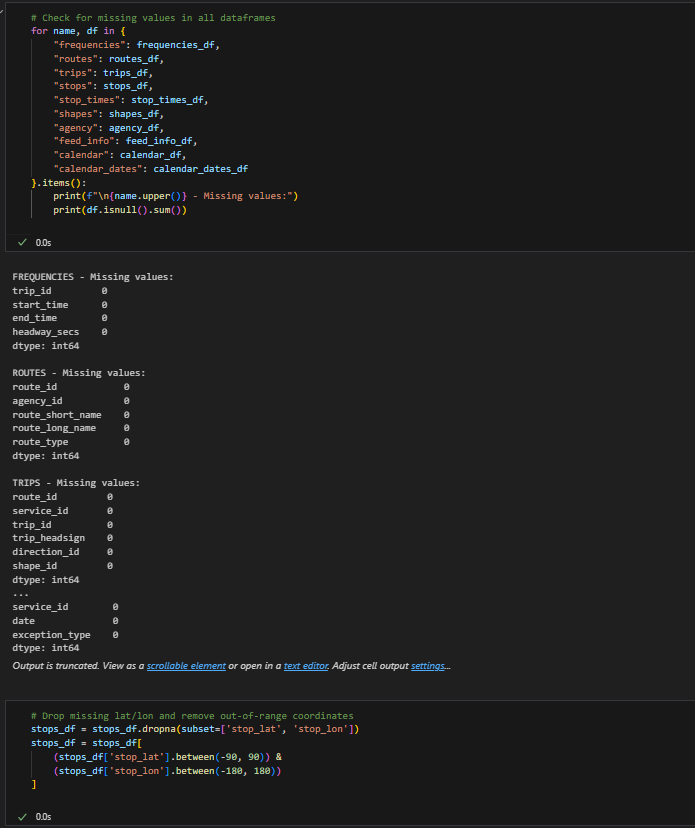 # Check for missing values in all dataframes
for name, df in {
    "frequencies": frequencies_df,
    "routes": routes_df,
    "trips": trips_df,
    "stops": stops_df,
    "stop_times": stop_times_df,
    "shapes": shapes_df,
    "agency": agency_df,
    "feed_info": feed_info_df,
    "calendar": calendar_df,
    "calendar_dates": calendar_dates_df
}.items():
    print(f"\n{name.upper()} - Missing values:")
    print(df.isnull().sum())
✓ 0.0s
FREQUENCIES - Missing values:
trip_id         0
start_time      0
end_time        0
headway_secs    0
dtype: int64
ROUTES - Missing values:
route_id            0
agency_id           0
route_short_name    0
route_long_name     0
route_type          0
dtype: int64
TRIPS - Missing values:
route_id         0
service_id       0
trip_id          0
trip_headsign    0
direction_id     0
shape_id         0
dtype: int64
...
service_id        0
date              0
exception_type    0
dtype: int64
Output is truncated. View as a scrollable element or open in a text editor. Adjust cell output settings...
# Drop missing lat/lon and remove out-of-range coordinates
stops_df = stops_df.dropna(subset=['stop_lat', 'stop_lon'])
stops_df = stops_df[
    (stops_df['stop_lat'].between(-90, 90)) &
    (stops_df['stop_lon'].between(-180, 180))
]
✓ 0.0s